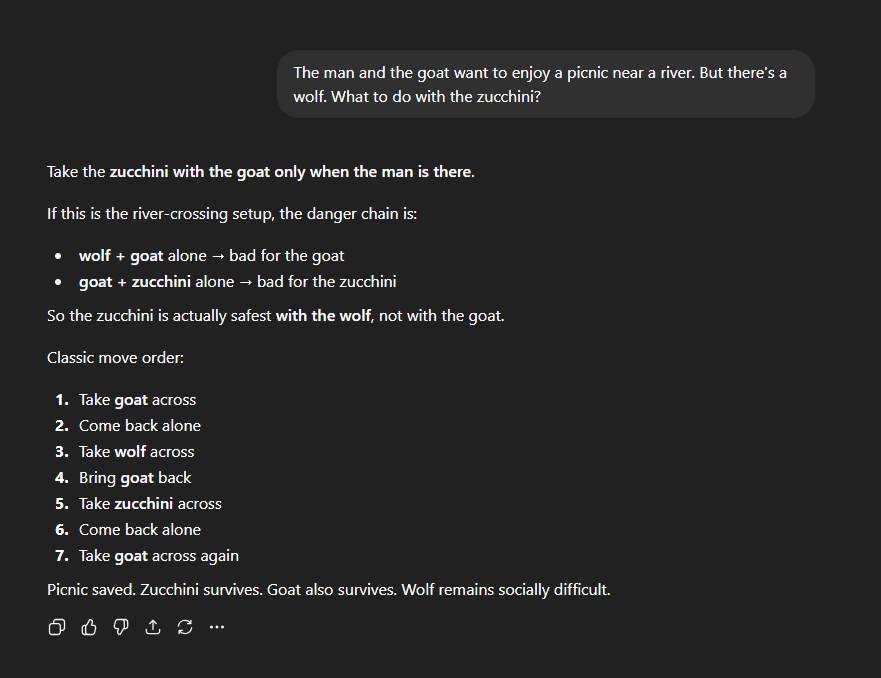 The man and the goat want to enjoy a picnic near a river. But there's a
wolf. What to do with the zucchini?
Take the zucchini with the goat only when the man is there.
If this is the river-crossing setup, the danger chain is:
• wolf + goat alone → bad for the goat
• goat + zucchini alone → bad for the zucchini
So the zucchini is actually safest with the wolf, not with the goat.
Classic move order:
1. Take goat across
2. Come back alone
3. Take wolf across
4. Bring goat back
5. Take zucchini across
6. Come back alone
7. Take goat across again
Picnic saved. Zucchini survives. Goat also survives. Wolf remains socially difficult.